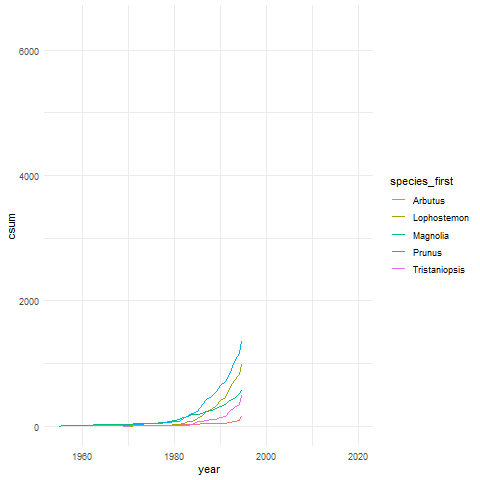 6000
4000
2000
0
csum
1960
1980
2000
2020
year
species_first
Arbutus
Lophostemon
Magnolia
Prunus
Tristaniopsis